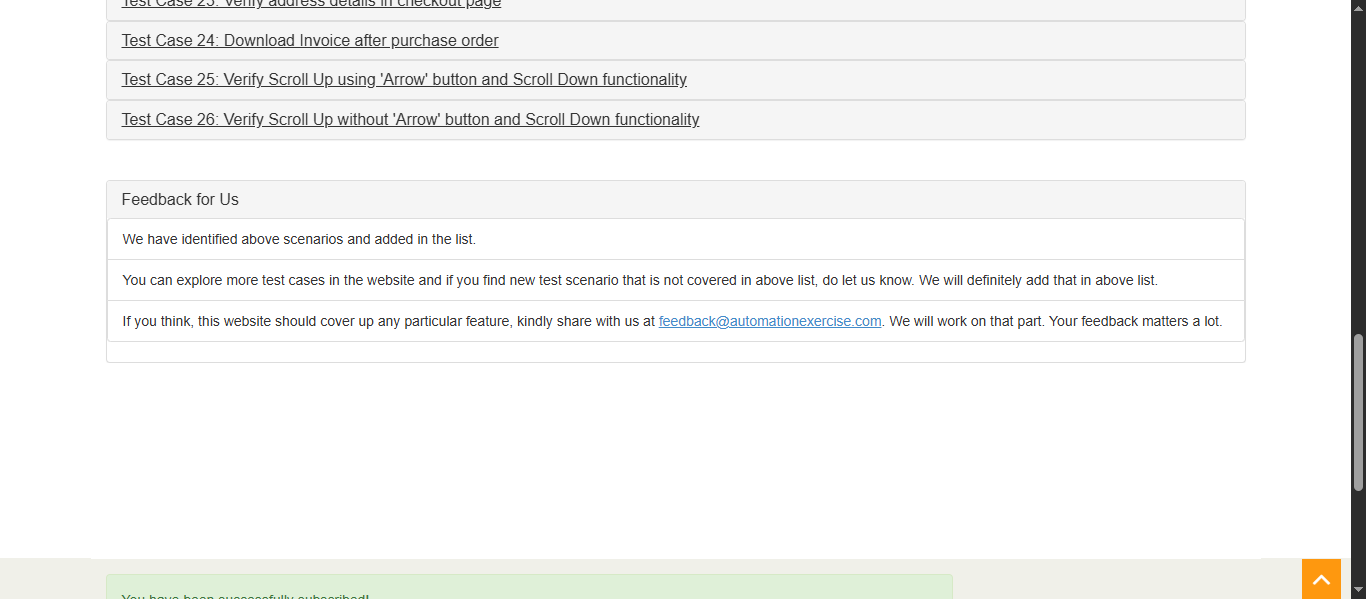 Test Case 23: Verify address details in checkout page
Test Case 24: Download Invoice after purchase order
Test Case 25: Verify Scroll Up using 'Arrow' button and Scroll Down functionality
Test Case 26: Verify Scroll Up without 'Arrow' button and Scroll Down functionality
Feedback for Us
We have identified above scenarios and added in the list.
You can explore more test cases in the website and if you find new test scenario that is not covered in above list, do let us know. We will definitely add that in above list.
If you think, this website should cover up any particular feature, kindly share with us at feedback@automationexercise.com. We will work on that part. Your feedback matters a lot.
You have been successfully subscribed!